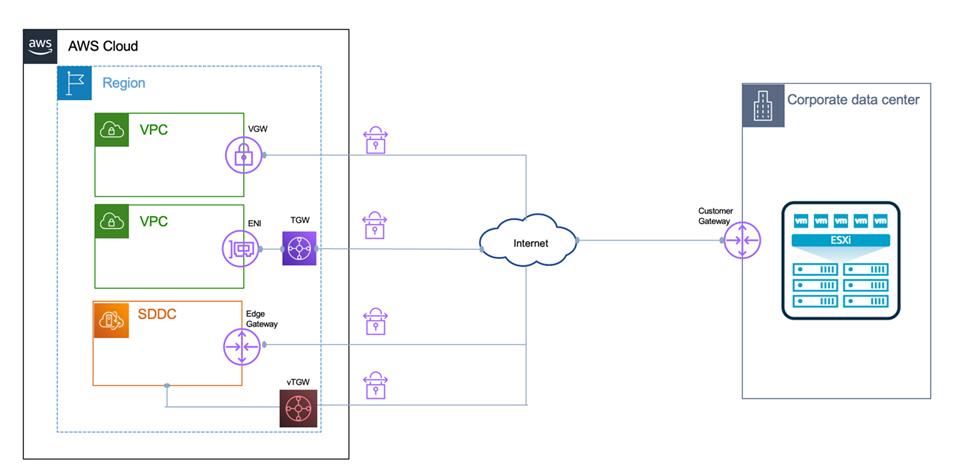 aws
AWS Cloud
Region
VPC
VGW
VPC
ENI
TGW
SDDC
Edge
Gateway
vTGW
Internet
Corporate data center
Customer
Gateway
vm vm vm vm vm
ESXi